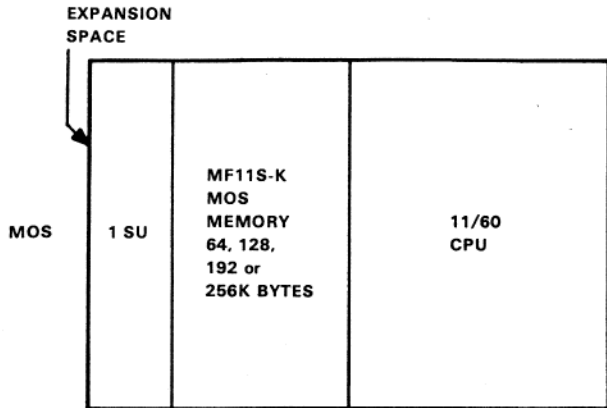 EXPANSION
SPACE
MOS
1 SU
MF11S-K
MOS
MEMORY
64, 128,
192 or
256K BYTES
11/60
CPU